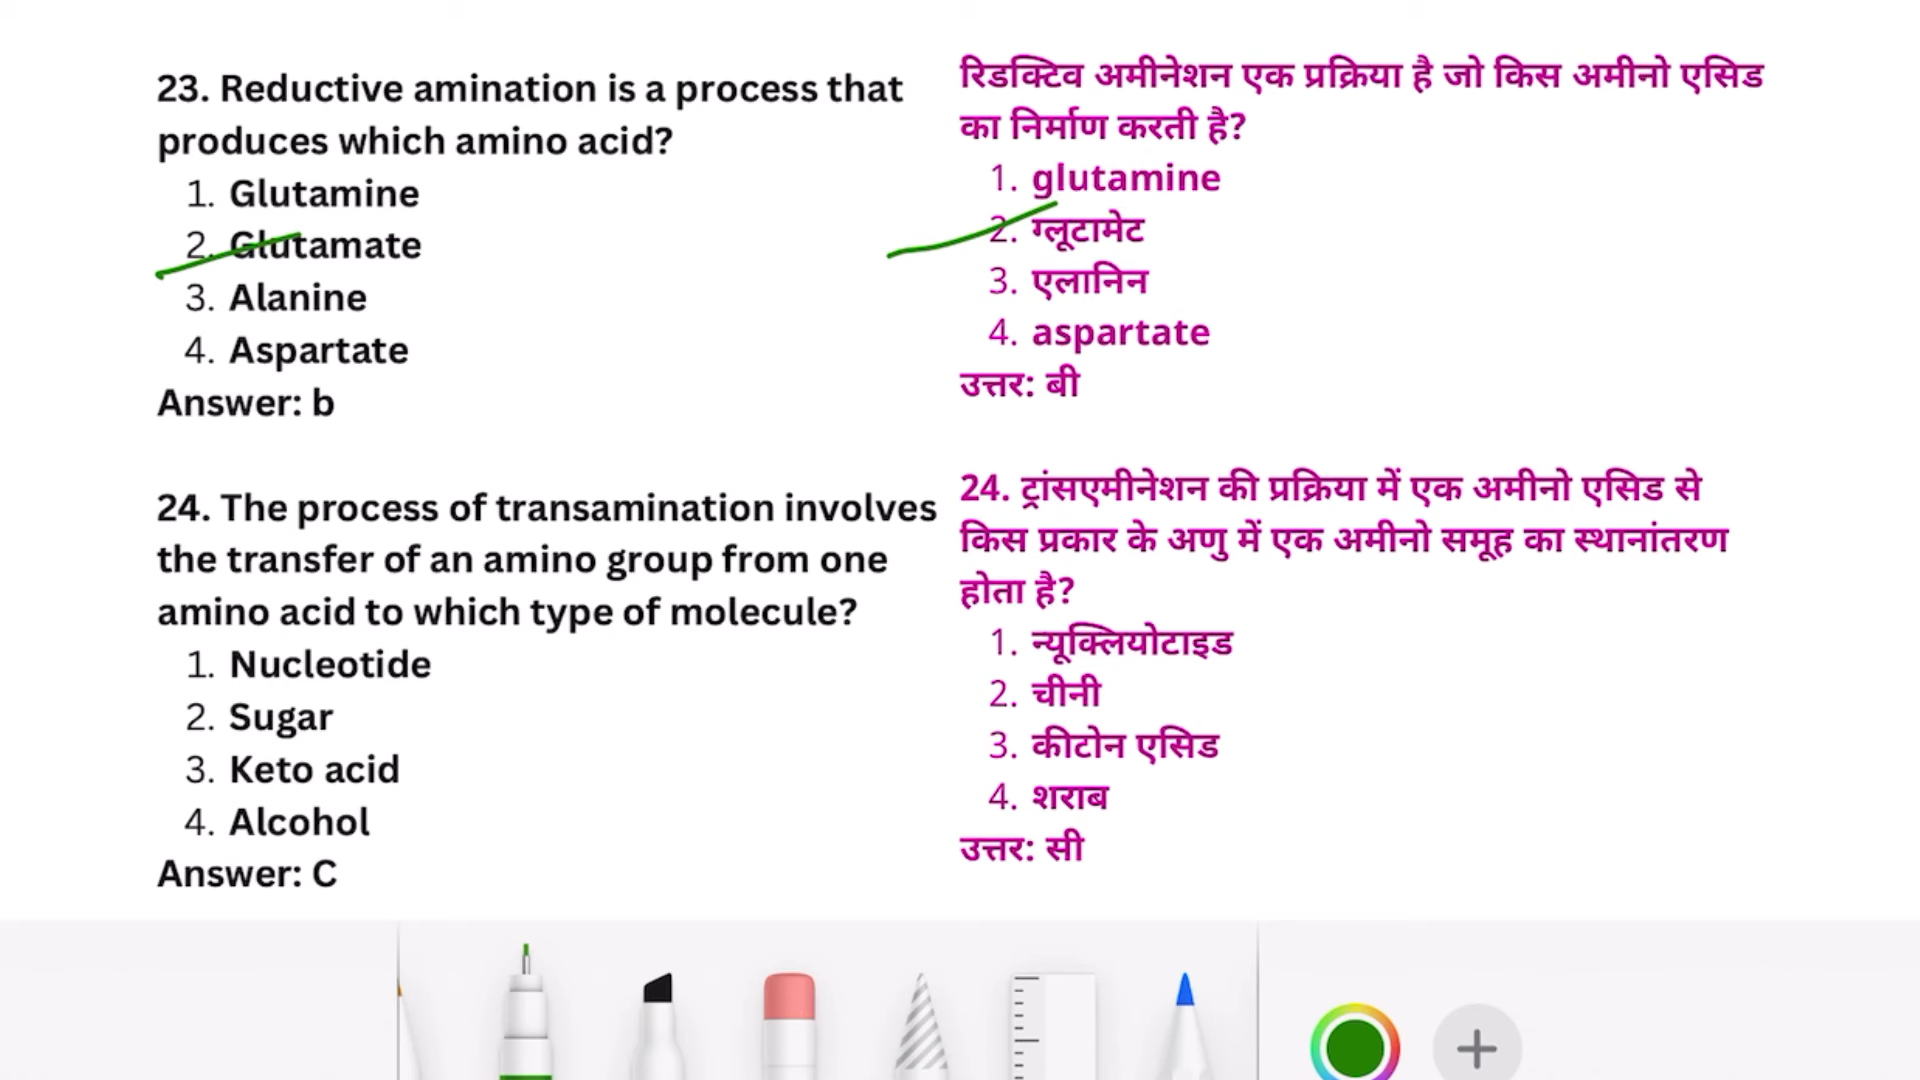 23. Reductive amination is a process that
produces which amino acid?
1. Glutamine
2. Glutamate
3. Alanine
4. Aspartate
Answer: b
24. The process of transamination involves
the transfer of an amino group from one
amino acid to which type of molecule?
1. Nucleotide
2. Sugar
3. Keto acid
4. Alcohol
Answer: C
रिडक्टिव अमीनेशन एक प्रक्रिया है जो किस अमीनो एसिड
का निर्माण करती है?
1. glutamine
2. ग्लूटामेट
3. एलानिन
4. aspartate
उत्तर: बी
24. ट्रांसएमीनेशन की प्रक्रिया में एक अमीनो एसिड से
किस प्रकार के अणु में एक अमीनो समूह का स्थानांतरण
होता है?
1. न्यूक्लियोटाइड
2. चीनी
3. कीटोन एसिड
4. शराब
उत्तर: सी